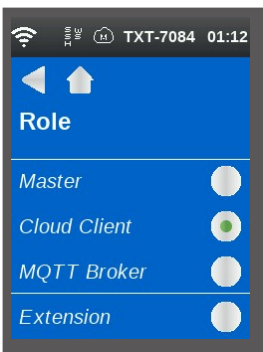 TXT-7084 01:12
Role
Master
Cloud Client
MQTT Broker
Extension